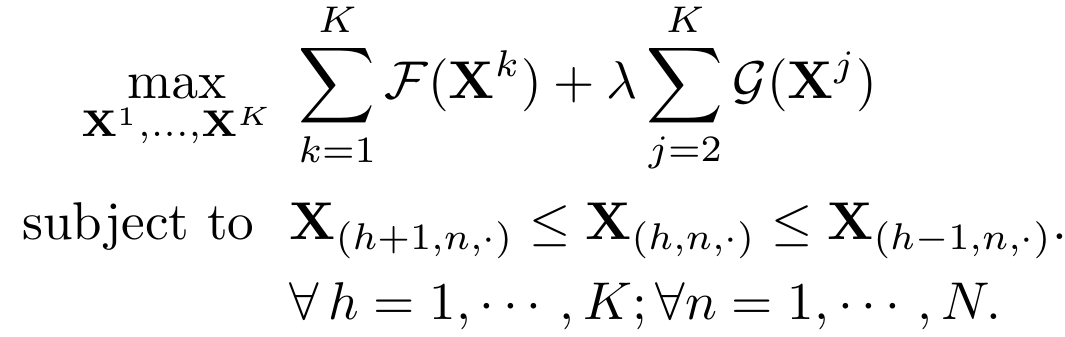 max_{𝐗^1,...,𝐗^K} ∑_{k=1}^{K} ℱ(𝐗^k) + λ ∑_{j=2}^{K} 𝒢(𝐗^j)
subject to 𝐗_{(h+1,n,·)} ≤ 𝐗_{(h,n,·)} ≤ 𝐗_{(h−1,n,·)}.
∀ h = 1, ··· , K; ∀n = 1, ··· , N.